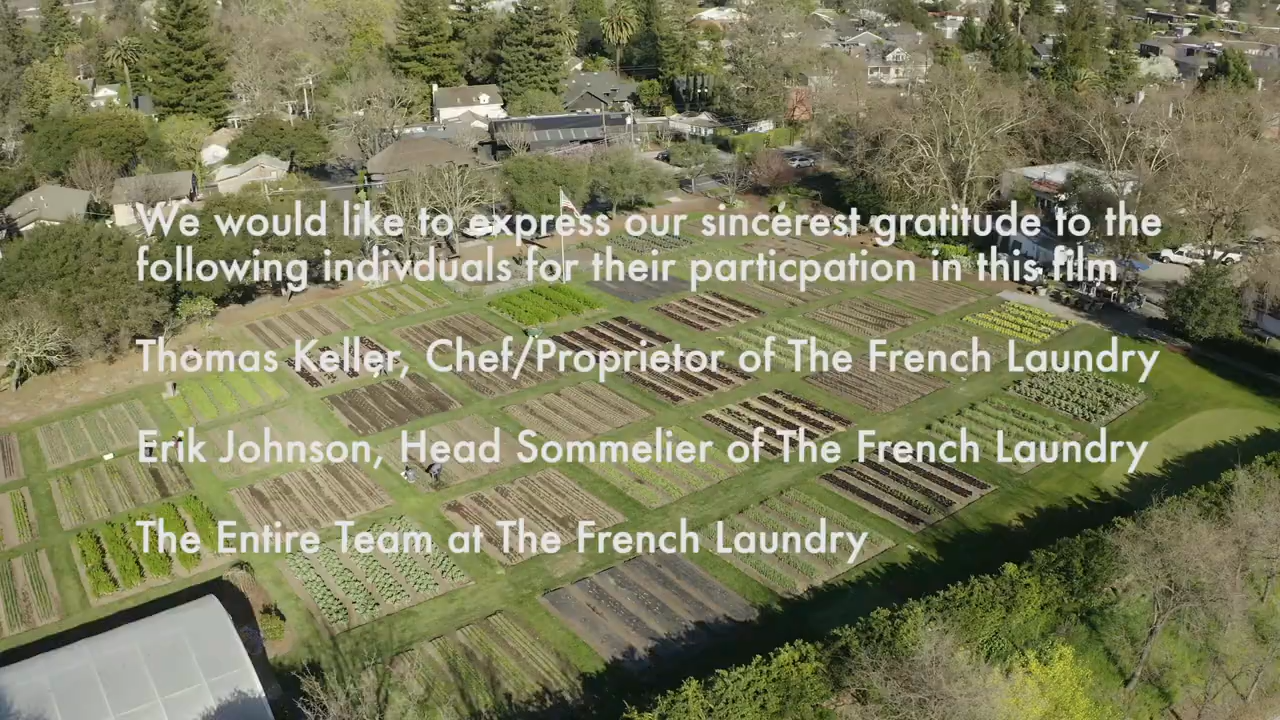 We would like to express our sincerest gratitude to the
following indivduals for their particpation in this film
Thomas Keller, Chef/Proprietor of The French Laundry
Erik Johnson, Head Sommelier of The French Laundry
The Entire Team at The French Laundry